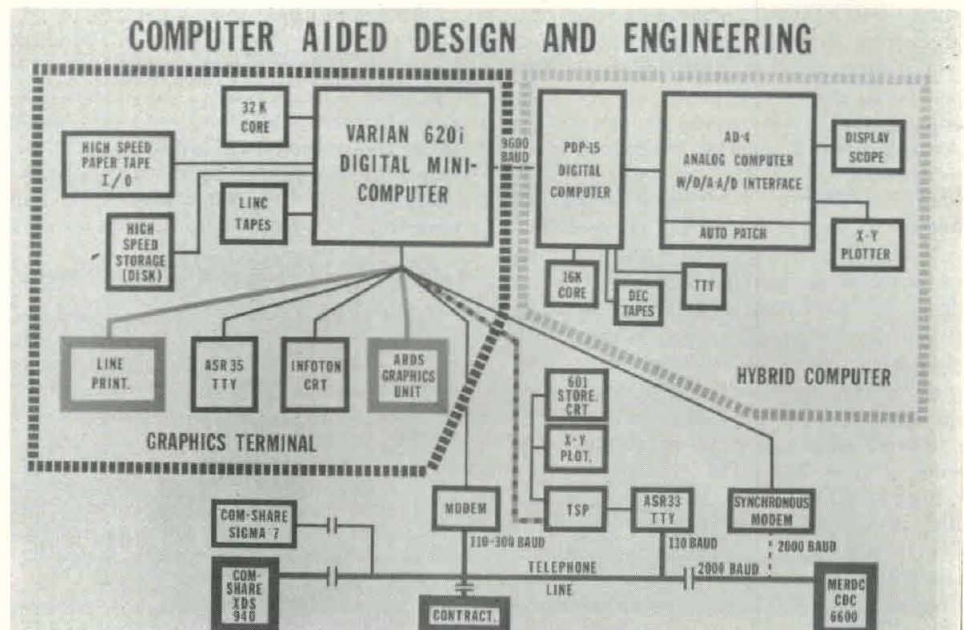 COMPUTER AIDED DESIGN AND ENGINEERING
32 K
CORE
HIGH SPEED
PAPER TAPE
I/O
LINC
TAPES
HIGH
SPEED
STORAGE
(DISK)
VARIAN 620i
DIGITAL MINI-
COMPUTER
9600
BAUD
PDP-15
DIGITAL
COMPUTER
AD-4
ANALOG COMPUTER
W/D/A-A/D INTERFACE
AUTO PATCH
DISPLAY
SCOPE
X-Y
PLOTTER
16K
CORE
DEC
TAPES
TTY
HYBRID COMPUTER
LINE
PRINT.
ASR 35
TTY
INFOTON
CRT
ARDS
GRAPHICS
UNIT
GRAPHICS TERMINAL
601
STORE.
CRT
X-Y
PLOT.
MODEM
TSP
ASR33
TTY
SYNCHRONOUS
MODEM
COM-SHARE
SIGMA 7
110-300 BAUD
110 BAUD
2000 BAUD
TELEPHONE
LINE
2000 BAUD
COM-
SHARE
XDS
940
CONTRACT.
MERDC
CDC
6600